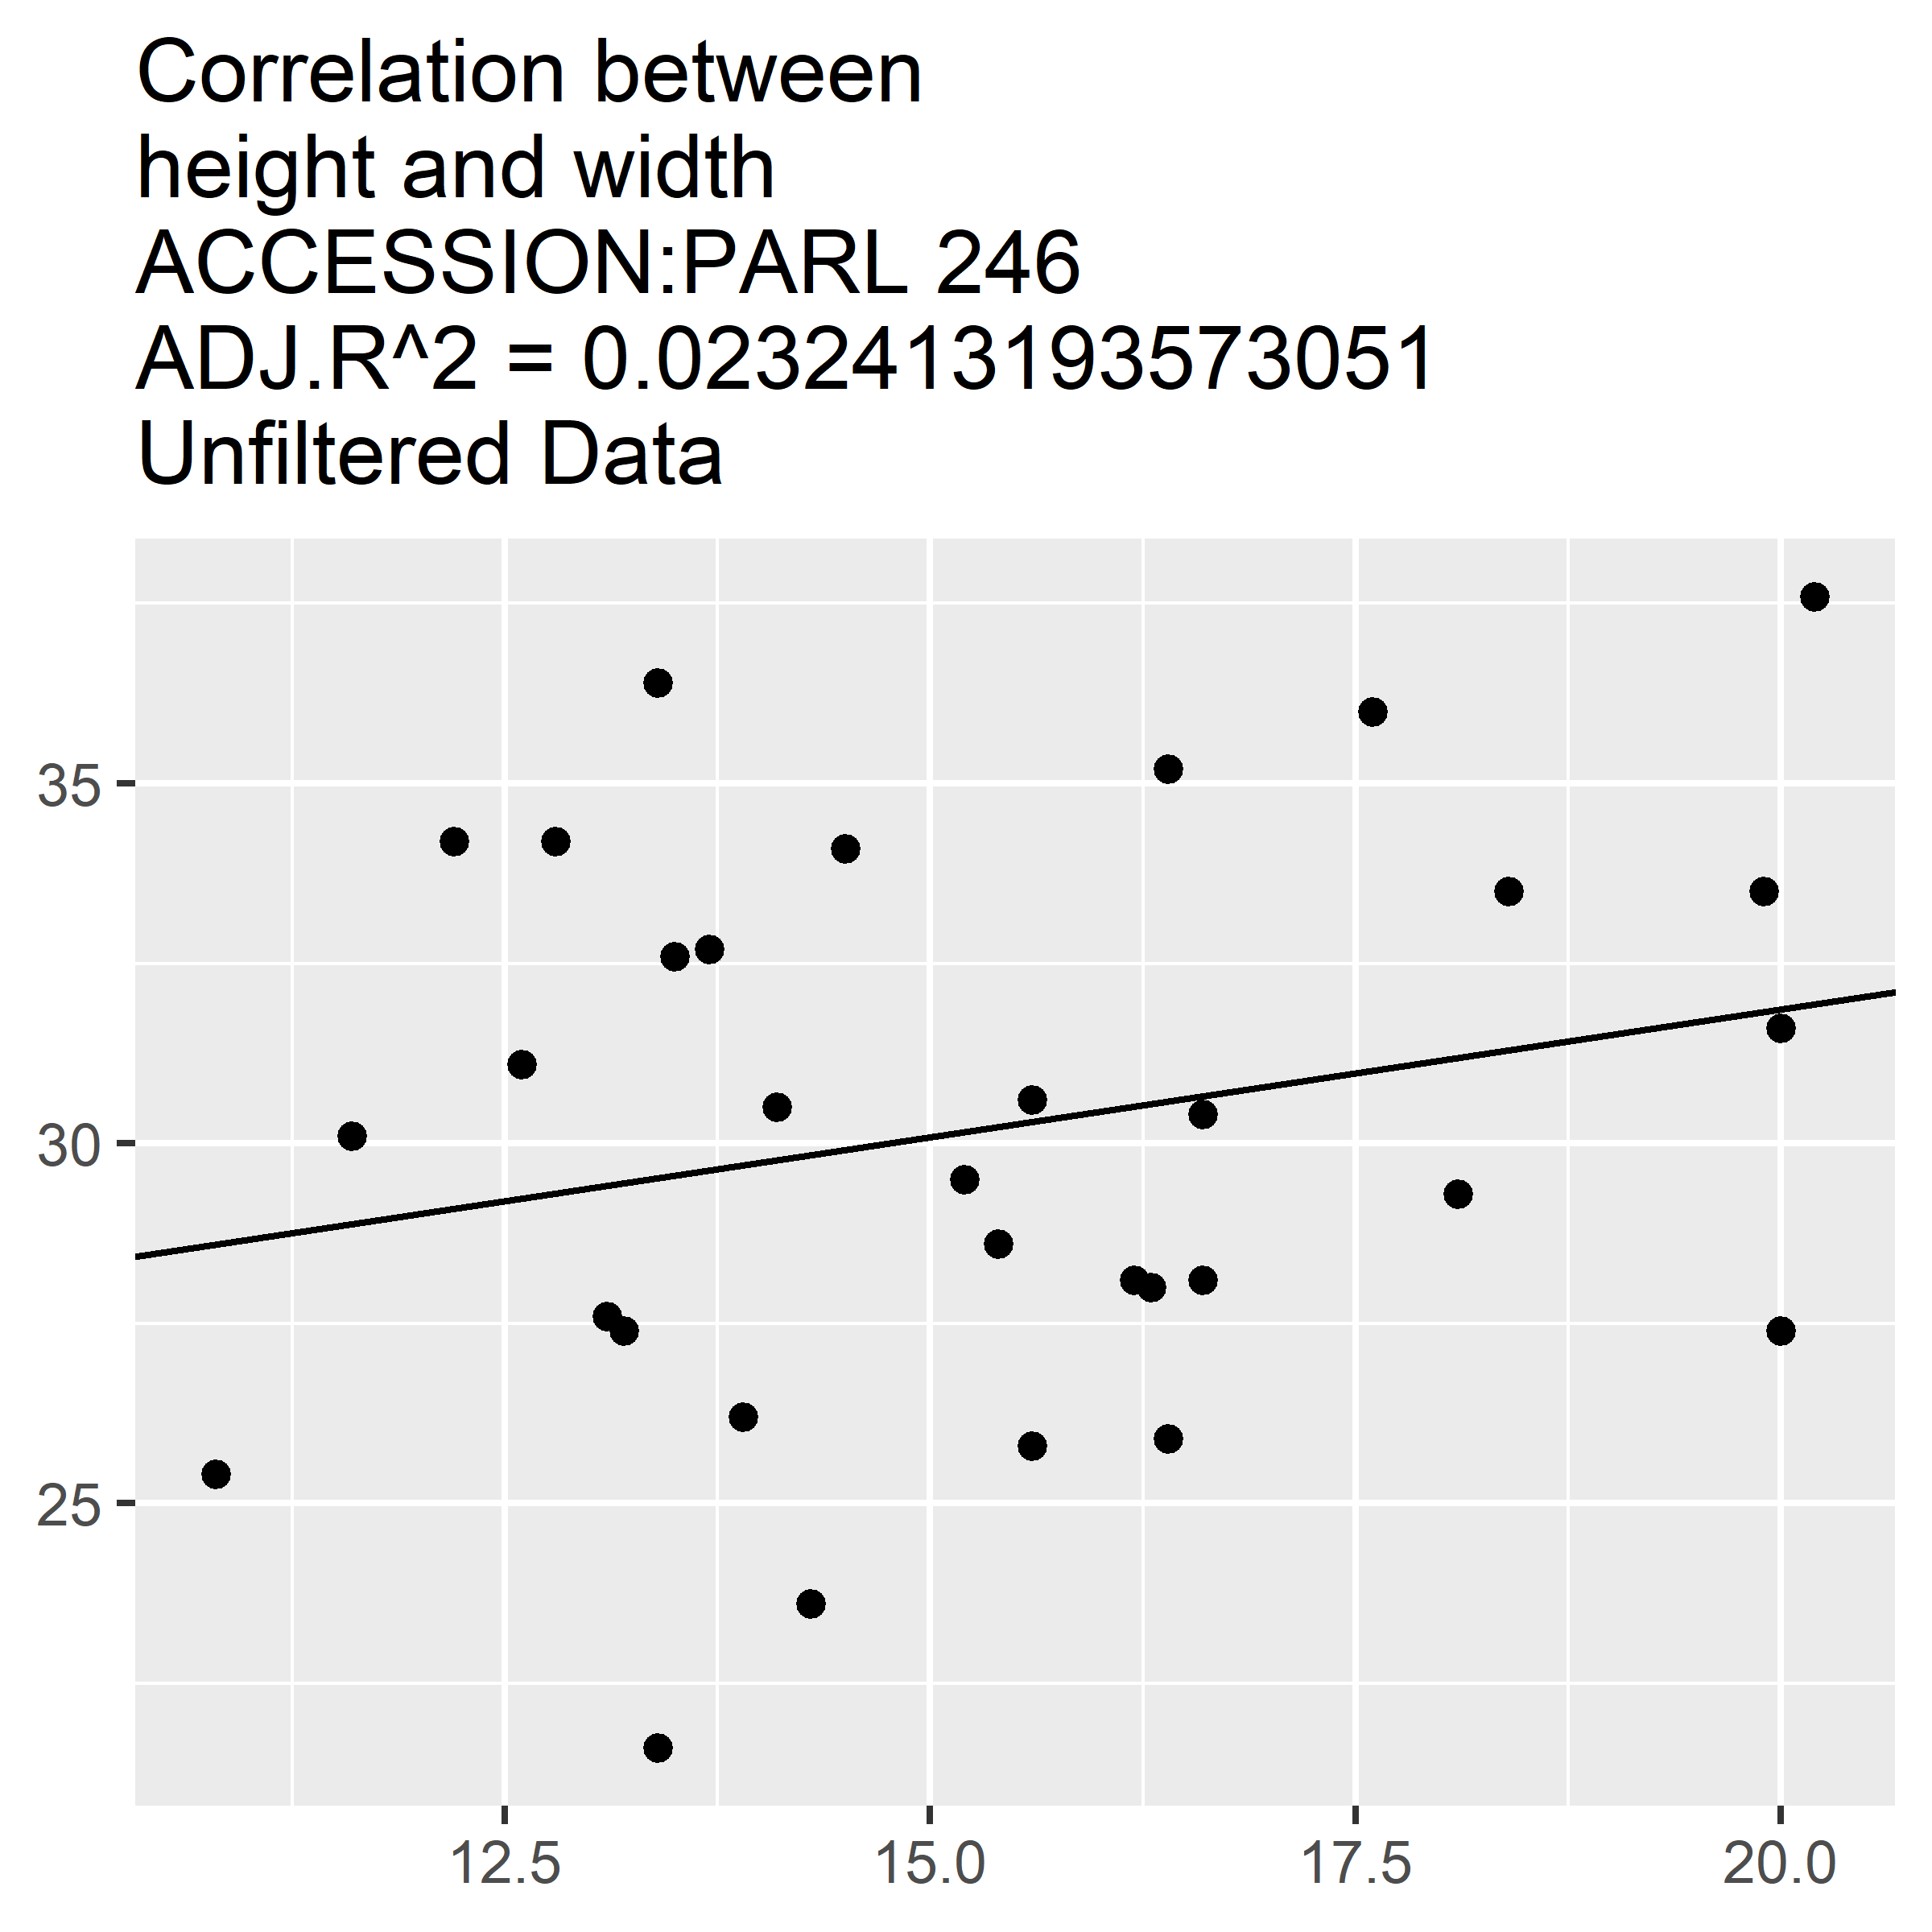 Correlation between
height and width
ACCESSION:PARL 246
ADJ.R^2 = 0.0232413193573051
Unfiltered Data
35
30
25
12.5 15.0 17.5 20.0